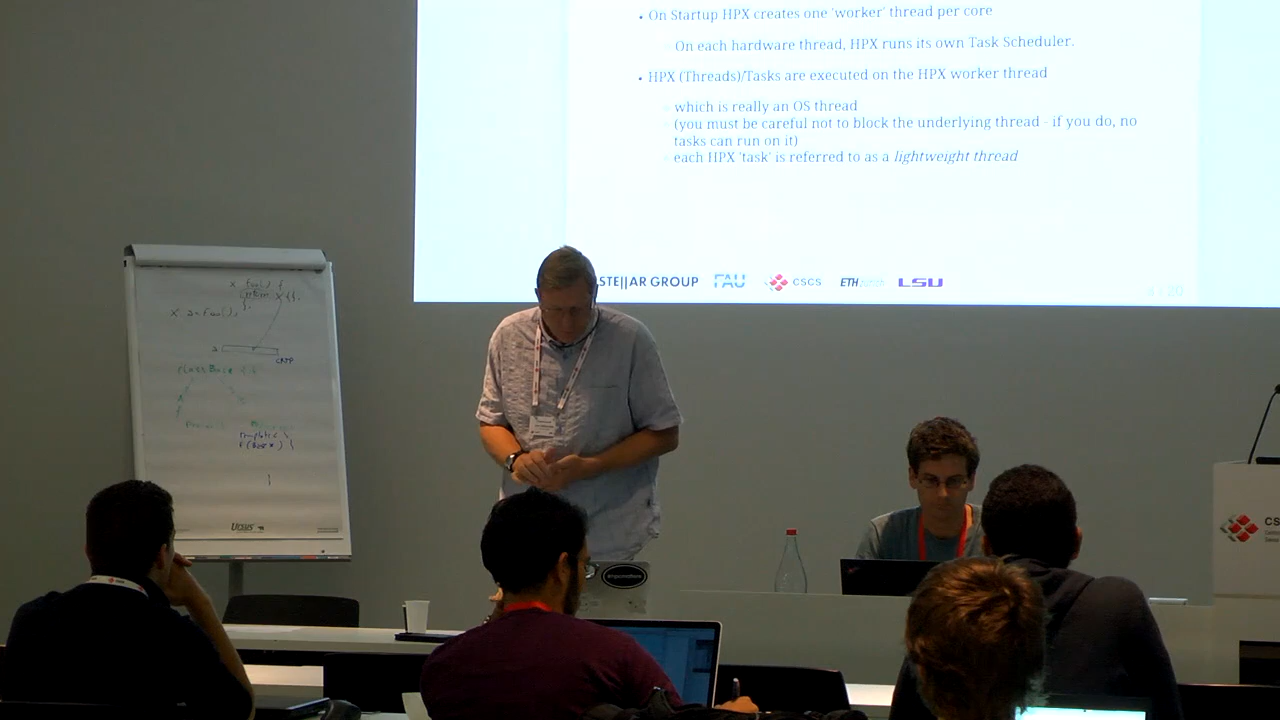 • On Startup HPX creates one 'worker' thread per core
On each hardware thread, HPX runs its own Task Scheduler.
• HPX (Threads)/Tasks are executed on the HPX worker thread
which is really an OS thread
(you must be careful not to block the underlying thread - if you do, no
tasks can run on it)
each HPX 'task' is referred to as a lightweight thread
STE||AR GROUP FAU CSCS ETH LSU
CRTP
CS